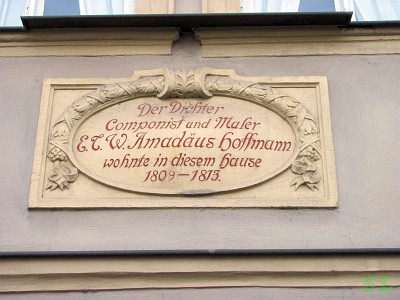 Der Dichter
Componist und Maler
E.T.W. Amadäus Hoffmann
wohnte in diesem Hause
1809–1813.